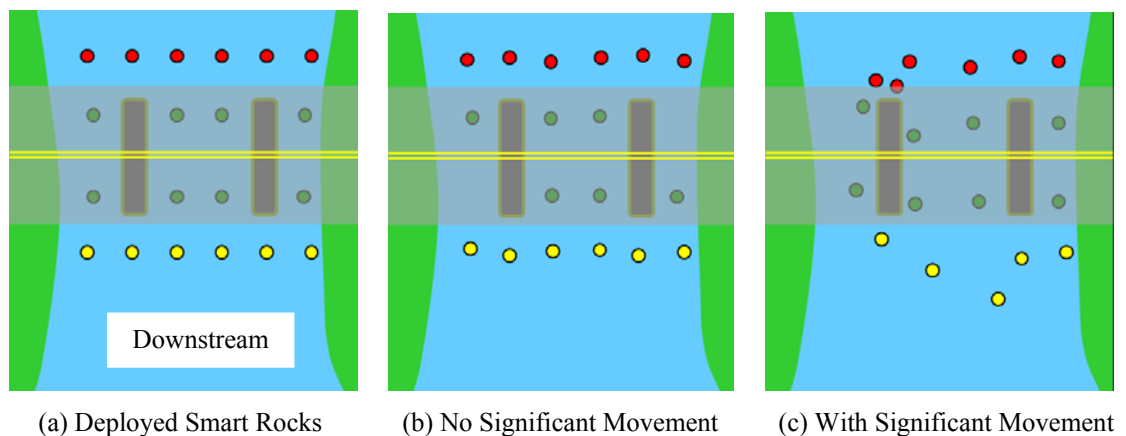 Downstream
(a) Deployed Smart Rocks
(b) No Significant Movement
(c) With Significant Movement